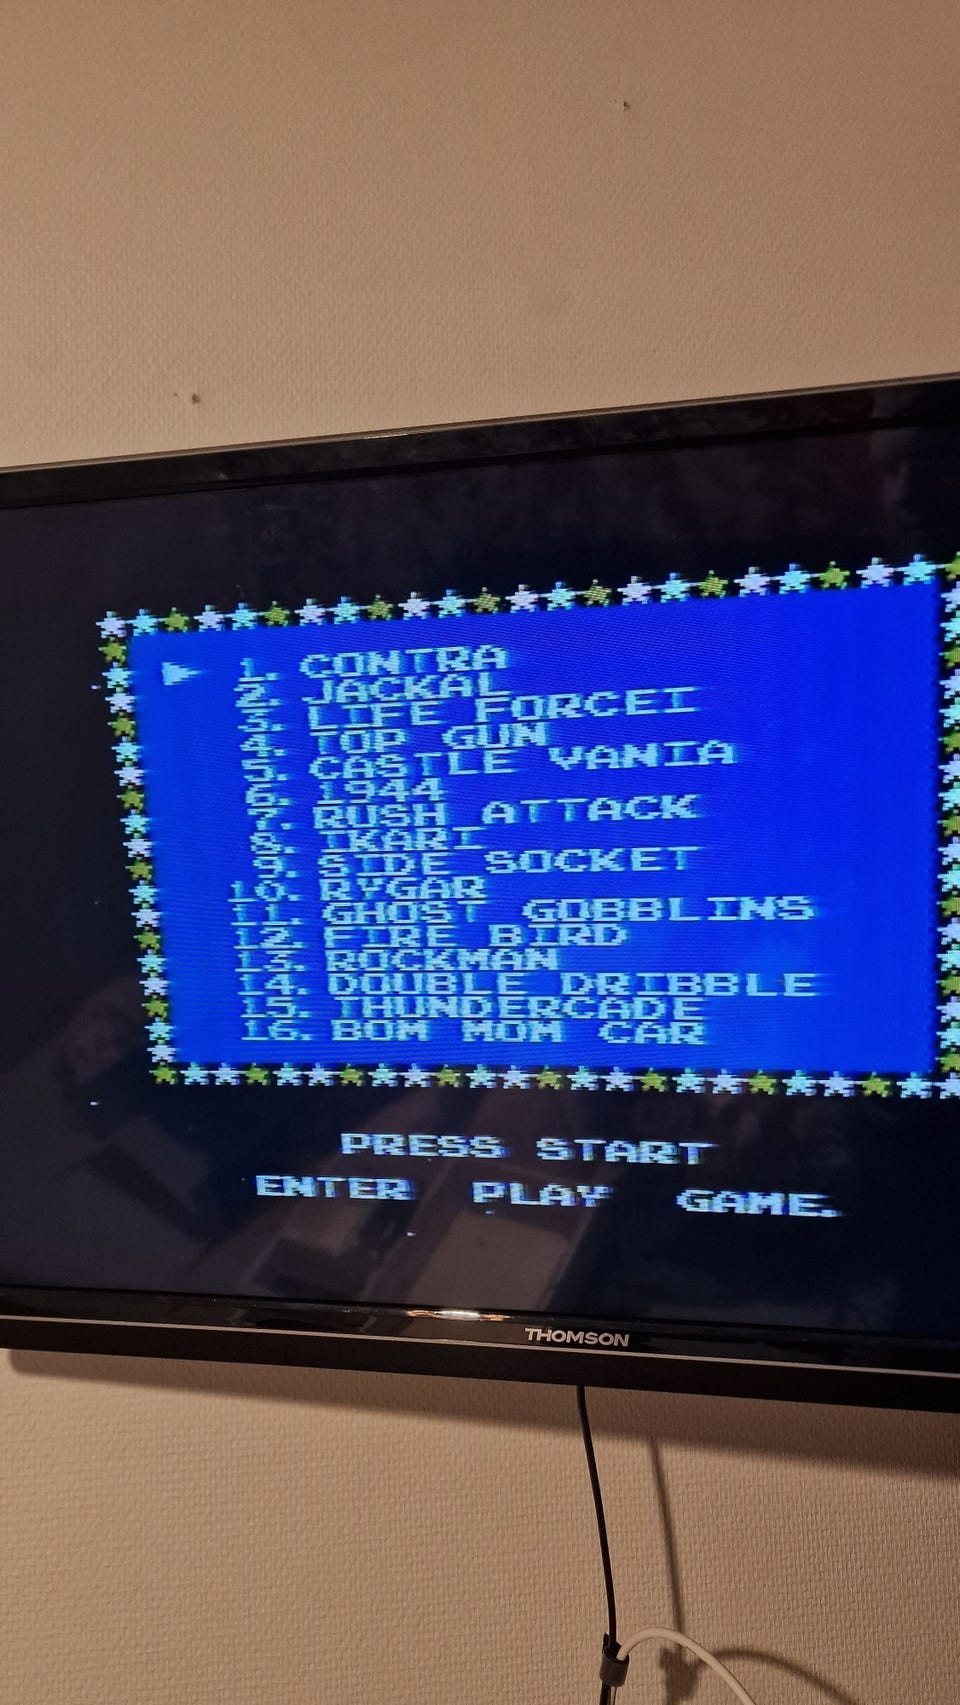 1. CONTRA
2. JACKAL
3. LIFE FORCEI
4. TOP GUN
5. CASTLE VANIA
6. 1944
7. RUSH ATTACK
8. IKARI
9. SIDE SOCKET
10. RYGAR
11. GHOST GOBBLINS
12. FIRE BIRD
13. ROCKMAN
14. DOUBLE DRIBBLE
15. THUNDERCADE
16. BOM MOM CAR
PRESS START
ENTER PLAY GAME.
THOMSON